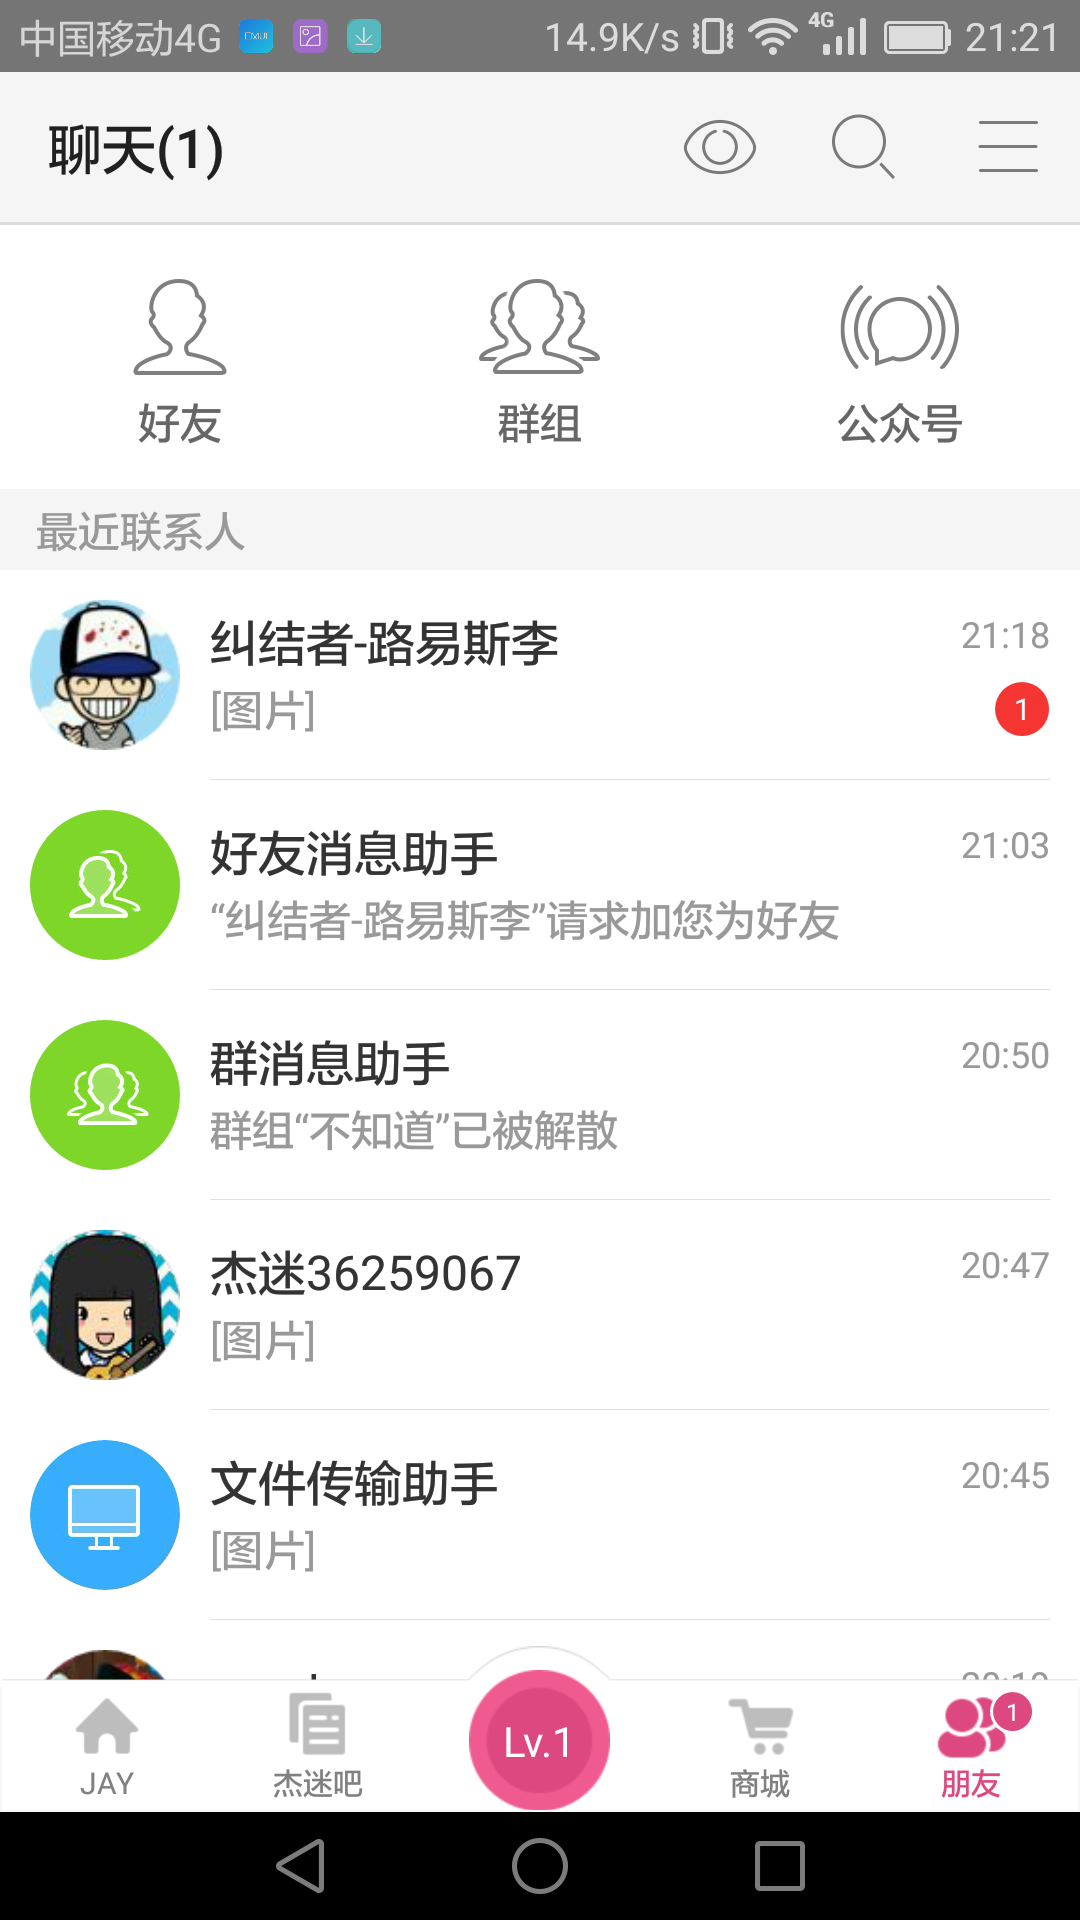 中国移动4G EMUI 14.9K/s 4G 21:21
聊天(1)
好友 群组 公众号
最近联系人
纠结者-路易斯李 21:18
[图片] 1
好友消息助手 21:03
“纠结者-路易斯李”请求加您为好友
群消息助手 20:50
群组“不知道”已被解散
杰迷36259067 20:47
[图片]
文件传输助手 20:45
[图片]
Lv.1 1
JAY 杰迷吧 商城 朋友